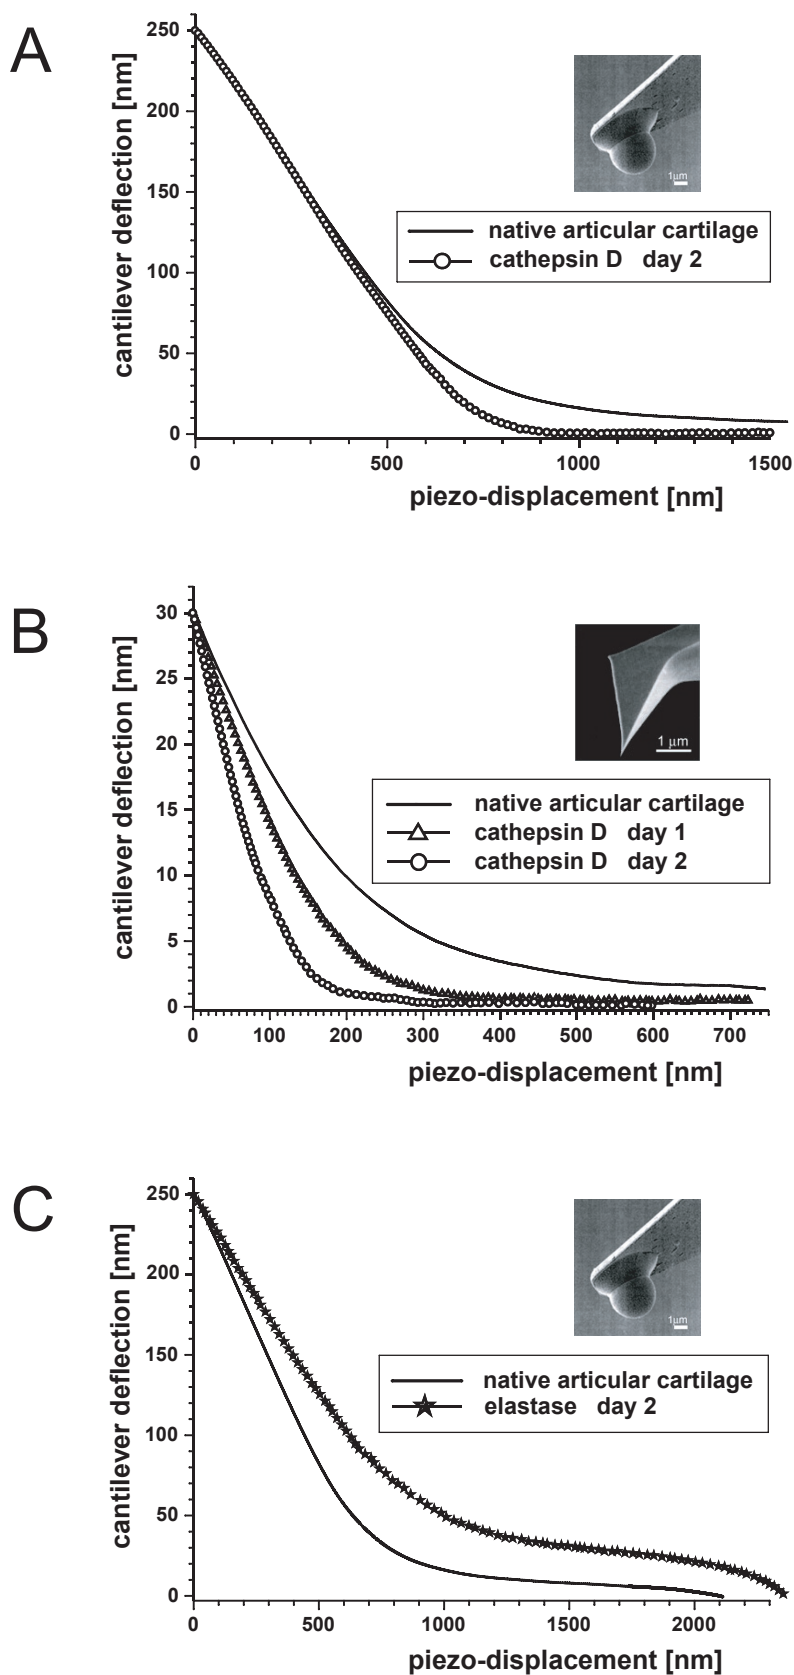 A
cantilever deflection [nm]
250
200
150
100
50
0
1µm
native articular cartilage
cathepsin D day 2
0 500 1000 1500
piezo-displacement [nm]
B
cantilever deflection [nm]
30
25
20
15
10
5
0
1 µm
native articular cartilage
cathepsin D day 1
cathepsin D day 2
0 100 200 300 400 500 600 700
piezo-displacement [nm]
C
cantilever deflection [nm]
250
200
150
100
50
0
1µm
native articular cartilage
elastase day 2
0 500 1000 1500 2000
piezo-displacement [nm]